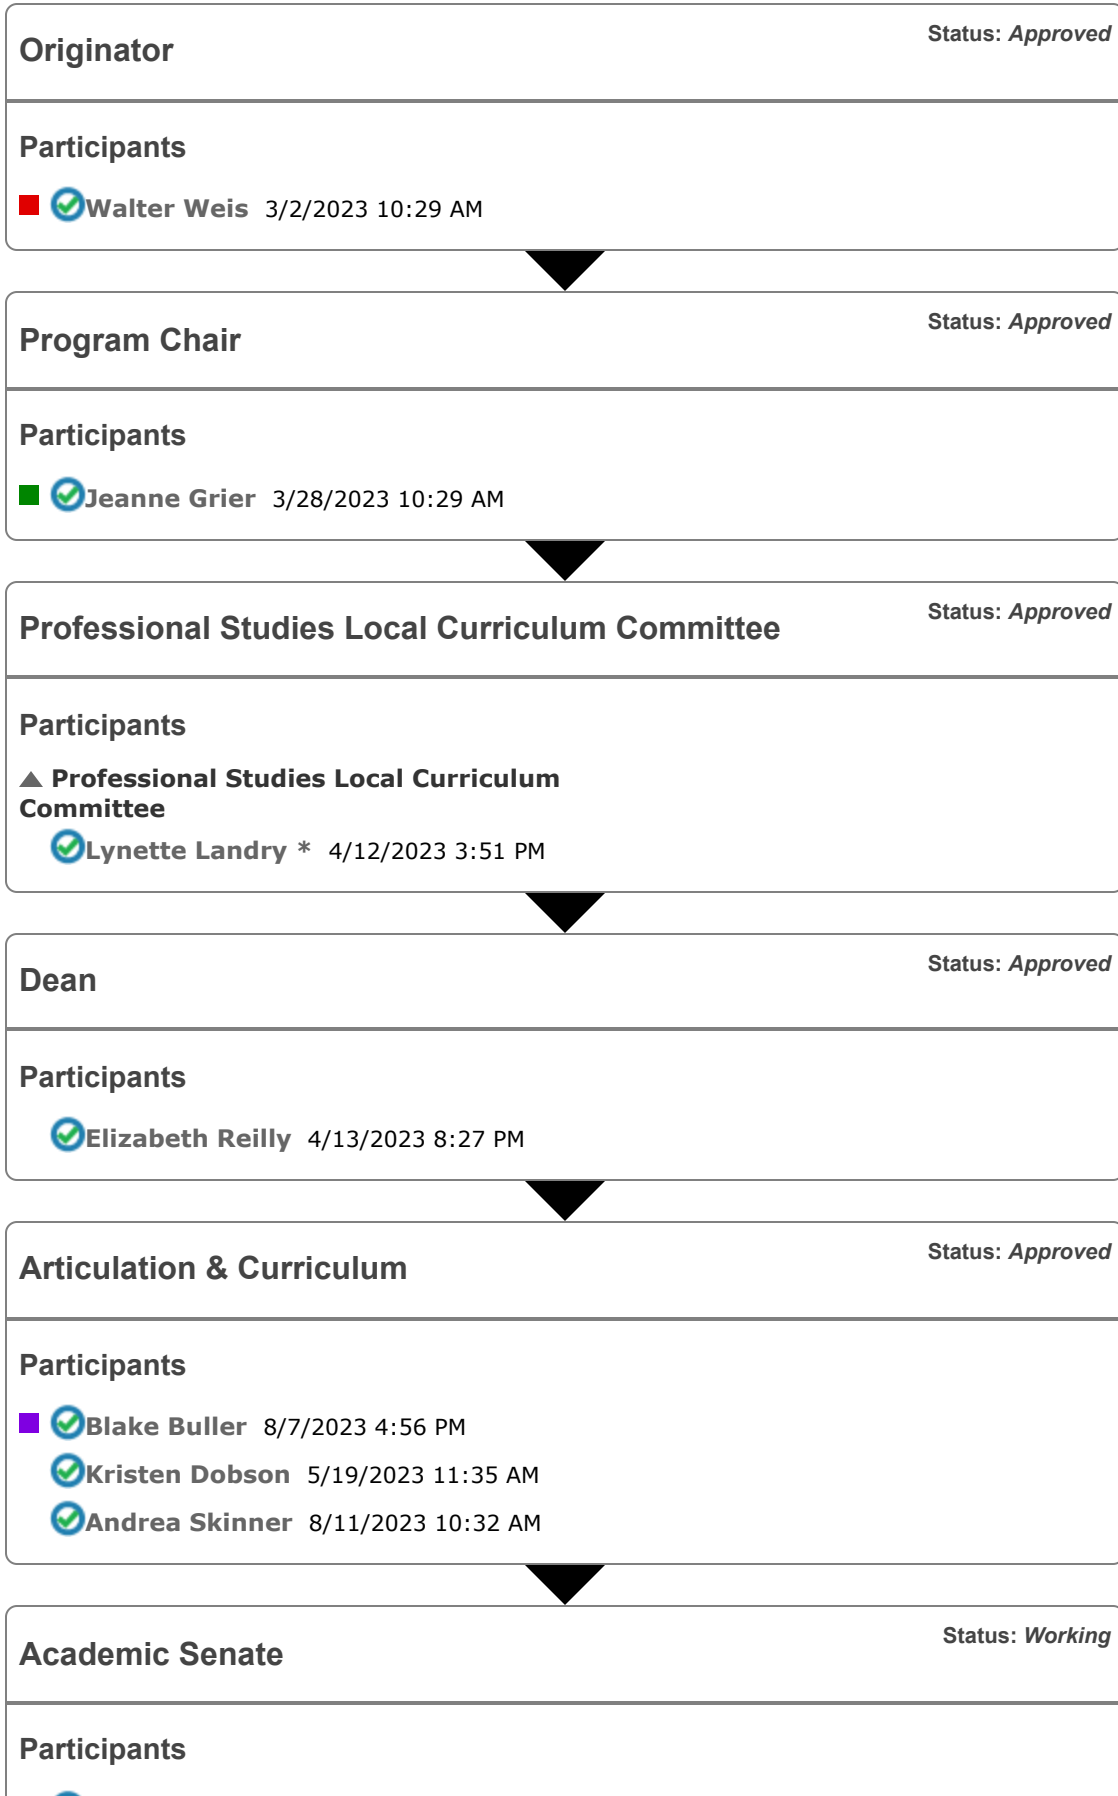 Originator
Status: Approved
Participants
Walter Weis 3/2/2023 10:29 AM
Program Chair
Status: Approved
Participants
Jeanne Grier 3/28/2023 10:29 AM
Professional Studies Local Curriculum Committee
Status: Approved
Participants
Professional Studies Local Curriculum
Committee
Lynette Landry * 4/12/2023 3:51 PM
Dean
Status: Approved
Participants
Elizabeth Reilly 4/13/2023 8:27 PM
Articulation & Curriculum
Status: Approved
Participants
Blake Buller 8/7/2023 4:56 PM
Kristen Dobson 5/19/2023 11:35 AM
Andrea Skinner 8/11/2023 10:32 AM
Academic Senate
Status: Working
Participants